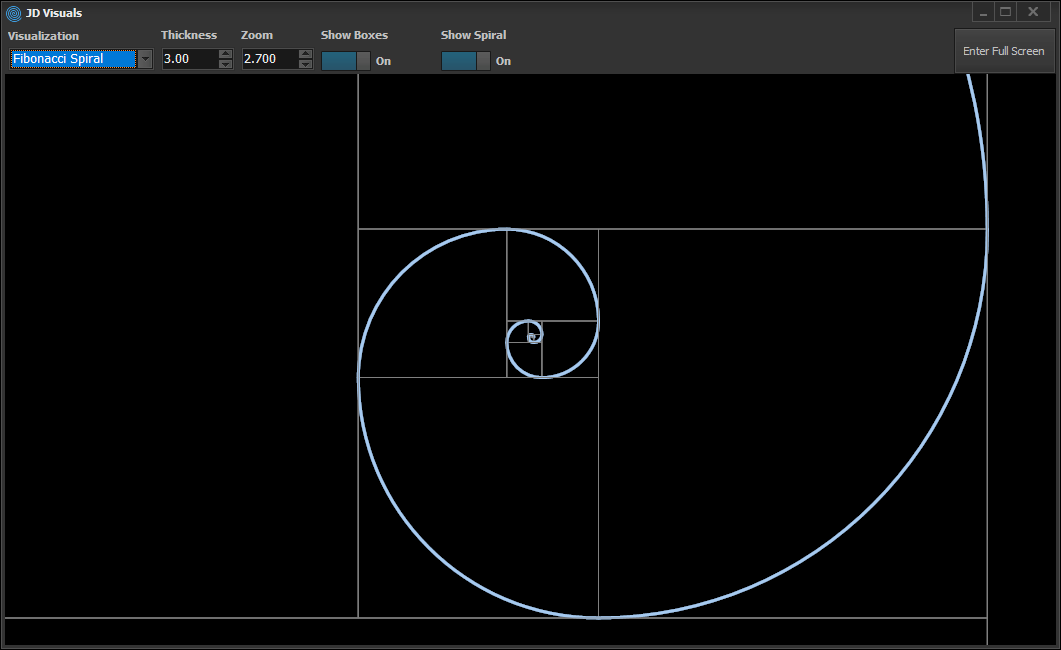 JD Visuals
Visualization
Thickness
Zoom
Show Boxes
Show Spiral
Fibonacci Spiral
3.00
2.700
On
On
Enter Full Screen